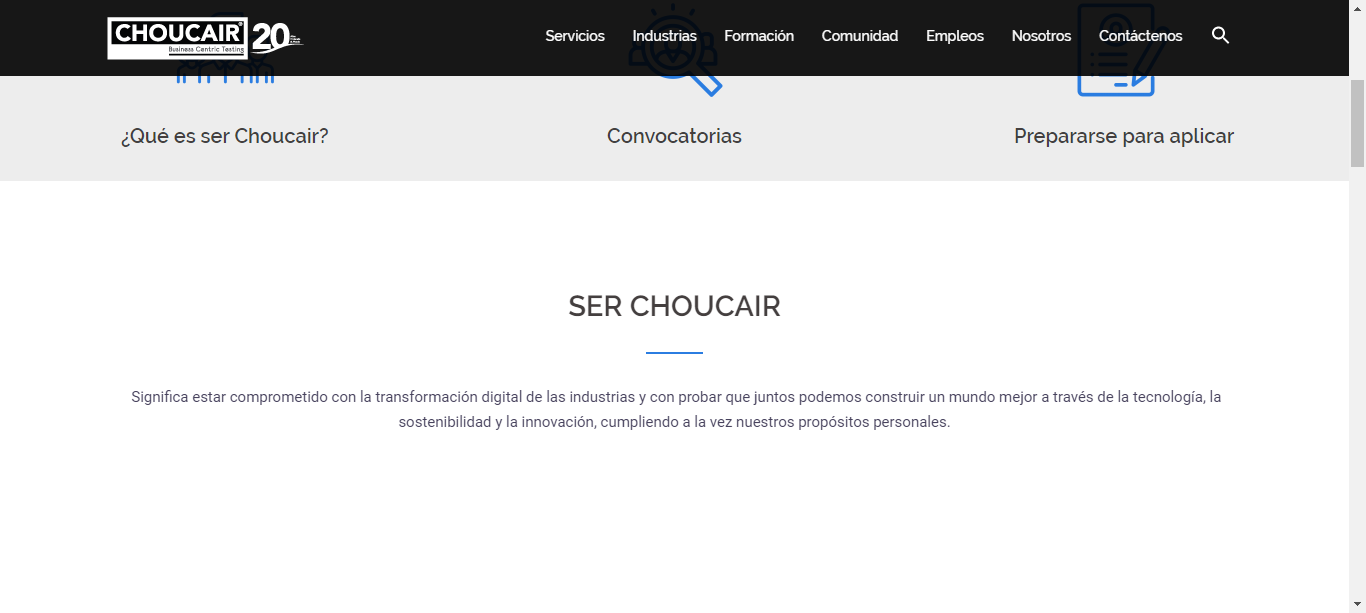 CHOUCAIR
Business Centric Testing
20
Servicios Industrias Formación Comunidad Empleos Nosotros Contáctenos
¿Qué es ser Choucair? Convocatorias Prepararse para aplicar
SER CHOUCAIR
Significa estar comprometido con la transformación digital de las industrias y con probar que juntos podemos construir un mundo mejor a través de la tecnología, la
sostenibilidad y la innovación, cumpliendo a la vez nuestros propósitos personales.